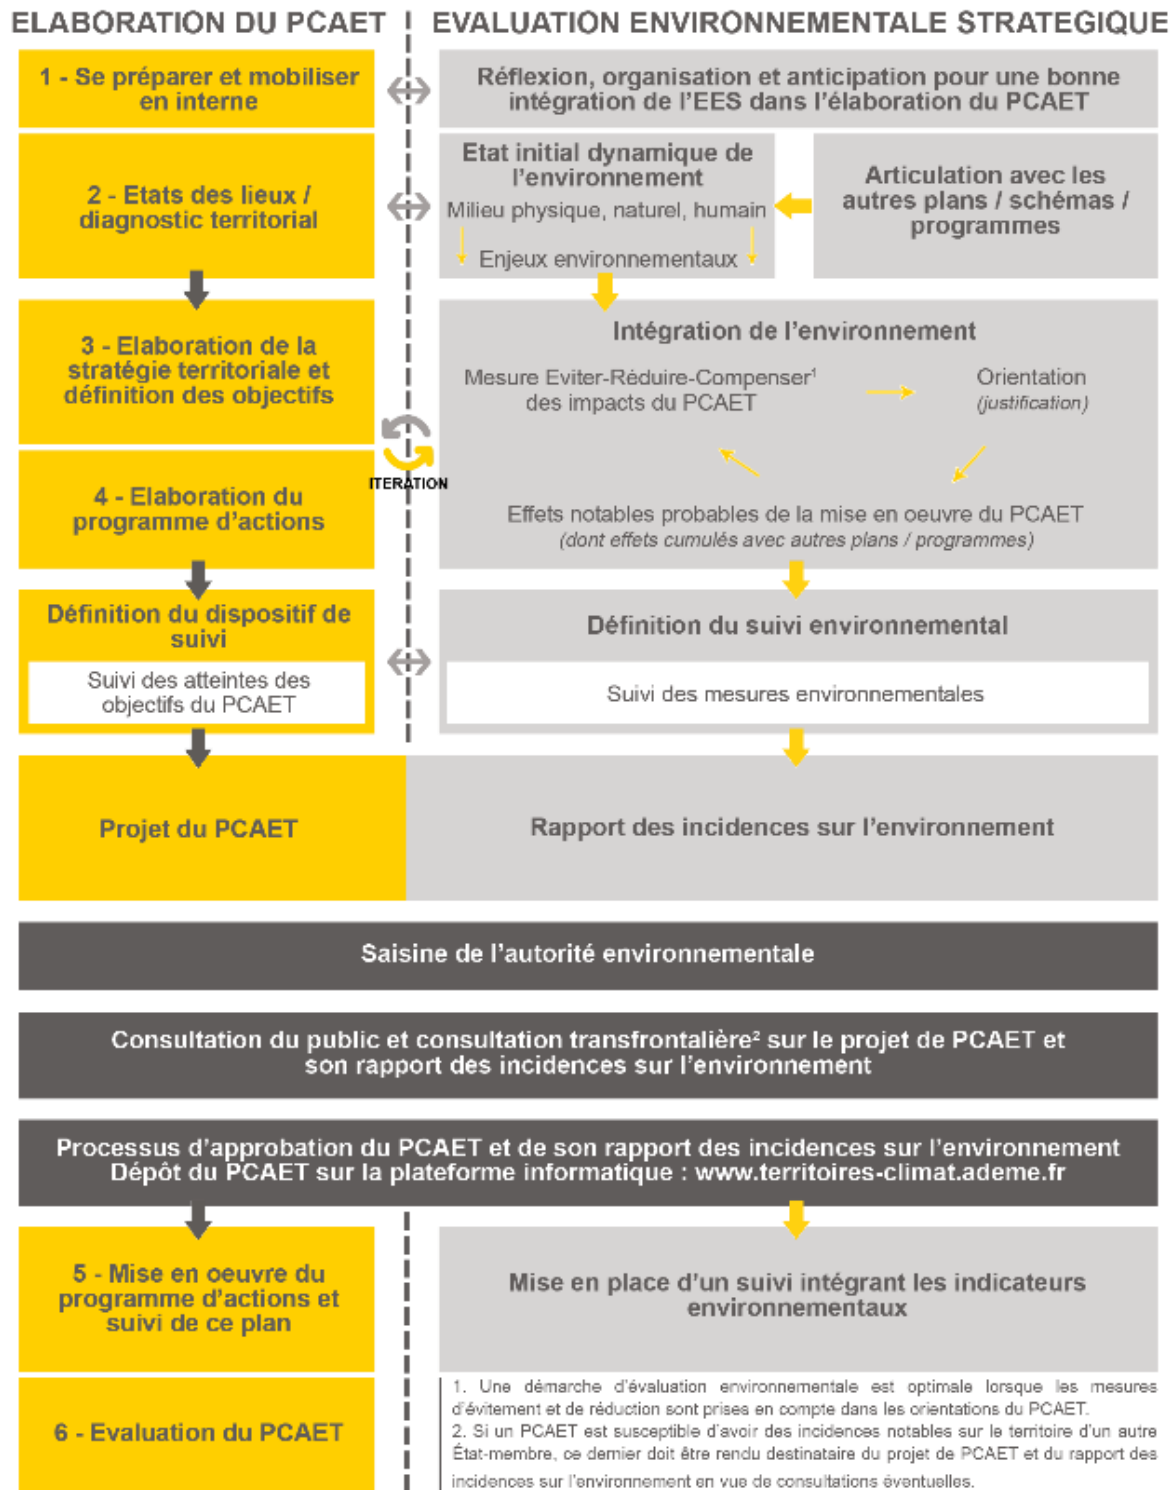 ELABORATION DU PCAET
EVALUATION ENVIRONNEMENTALE STRATEGIQUE
1 - Se préparer et mobiliser
en interne
Réflexion, organisation et anticipation pour une bonne
intégration de l'EES dans l'élaboration du PCAET
2 - Etats des lieux /
diagnostic territorial
Etat initial dynamique de
l'environnement
Milieu physique, naturel, humain
Enjeux environnementaux
Articulation avec les
autres plans / schémas /
programmes
3 - Elaboration de la
stratégie territoriale et
définition des objectifs
Intégration de l'environnement
Mesure Eviter-Réduire-Compenser¹
des impacts du PCAET
Orientation
(justification)
ITERATION
4 - Elaboration du
programme d'actions
Effets notables probables de la mise en oeuvre du PCAET
(dont effets cumulés avec autres plans / programmes)
Définition du dispositif de
suivi
Suivi des atteintes des
objectifs du PCAET
Définition du suivi environnemental
Suivi des mesures environnementales
Projet du PCAET
Rapport des incidences sur l'environnement
Saisine de l'autorité environnementale
Consultation du public et consultation transfrontalière² sur le projet de PCAET et
son rapport des incidences sur l'environnement
Processus d'approbation du PCAET et de son rapport des incidences sur l'environnement
Dépôt du PCAET sur la plateforme informatique : www.territoires-climat.ademe.fr
5 - Mise en oeuvre du
programme d'actions et
suivi de ce plan
Mise en place d'un suivi intégrant les indicateurs
environnementaux
6 - Evaluation du PCAET
1. Une démarche d'évaluation environnementale est optimale lorsque les mesures
d'évitement et de réduction sont prises en compte dans les orientations du PCAET.
2. Si un PCAET est susceptible d'avoir des incidences notables sur le territoire d'un autre
État-membre, ce dernier doit être rendu destinataire du projet de PCAET et du rapport des
incidences sur l'environnement en vue de consultations éventuelles.